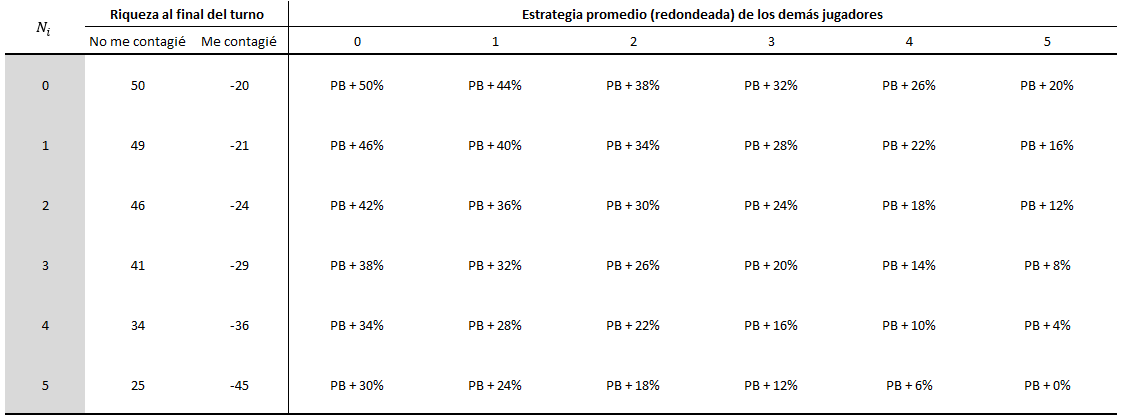 N_i Riqueza al final del turno Estrategia promedio (redondeada) de los demás jugadores
No me contagié Me contagié 0 1 2 3 4 5
0 50 -20 PB + 50% PB + 44% PB + 38% PB + 32% PB + 26% PB + 20%
1 49 -21 PB + 46% PB + 40% PB + 34% PB + 28% PB + 22% PB + 16%
2 46 -24 PB + 42% PB + 36% PB + 30% PB + 24% PB + 18% PB + 12%
3 41 -29 PB + 38% PB + 32% PB + 26% PB + 20% PB + 14% PB + 8%
4 34 -36 PB + 34% PB + 28% PB + 22% PB + 16% PB + 10% PB + 4%
5 25 -45 PB + 30% PB + 24% PB + 18% PB + 12% PB + 6% PB + 0%